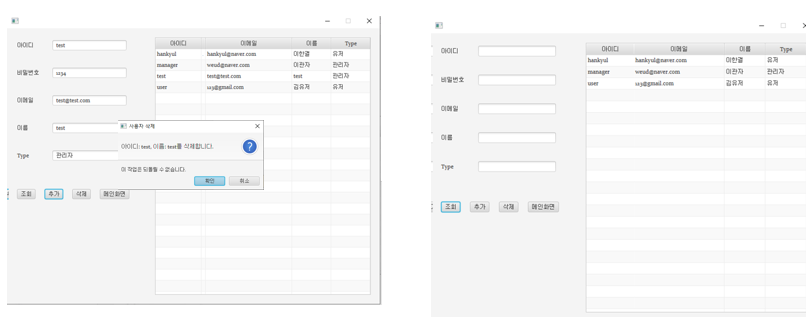 아이디 test
비밀번호 1234
이메일 test@test.com
이름 test
Type 관리자
조회 추가 삭제 메인화면
아이디 이메일 이름 Type
hankyul hankyul@naver.com 이한결 유저
manager weud@naver.com 이관자 관리자
test test@test.com test 관리자
user 123@gmail.com 김유저 유저
사용자 삭제
아이디: test, 이름: test를 삭제합니다.
이 작업은 되돌릴 수 없습니다.
확인 취소
아이디
비밀번호
이메일
이름
Type
조회 추가 삭제 메인화면
아이디 이메일 이름 Type
hankyul hankyul@naver.com 이한결 유저
manager weud@naver.com 이관자 관리자
user 123@gmail.com 김유저 유저